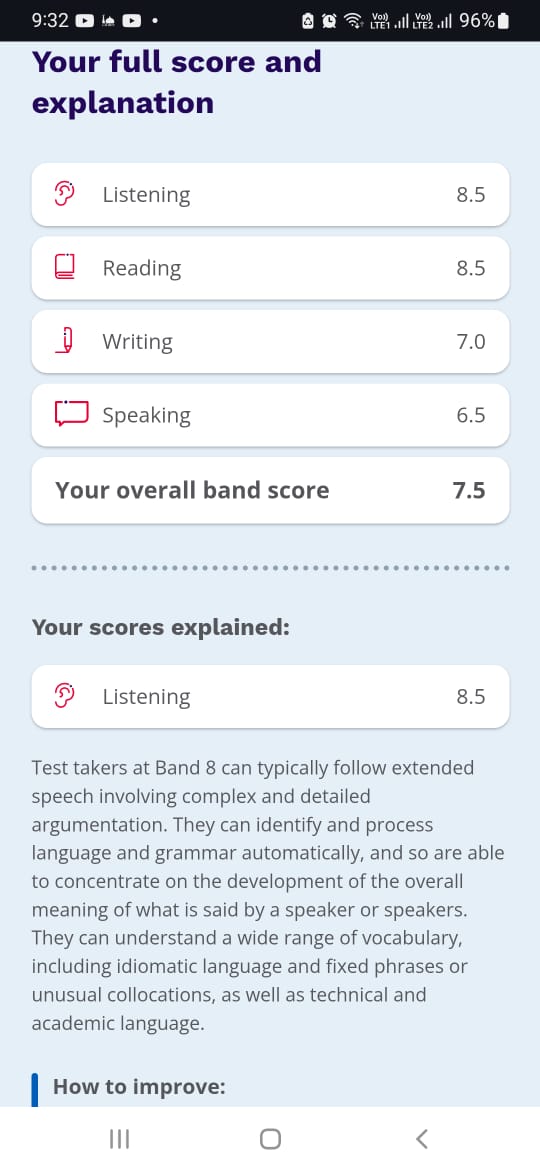 9:32
Vo)) LTE1 Vo)) LTE2 96%
Your full score and
explanation
Listening 8.5
Reading 8.5
Writing 7.0
Speaking 6.5
Your overall band score 7.5
Your scores explained:
Listening 8.5
Test takers at Band 8 can typically follow extended
speech involving complex and detailed
argumentation. They can identify and process
language and grammar automatically, and so are able
to concentrate on the development of the overall
meaning of what is said by a speaker or speakers.
They can understand a wide range of vocabulary,
including idiomatic language and fixed phrases or
unusual collocations, as well as technical and
academic language.
How to improve: